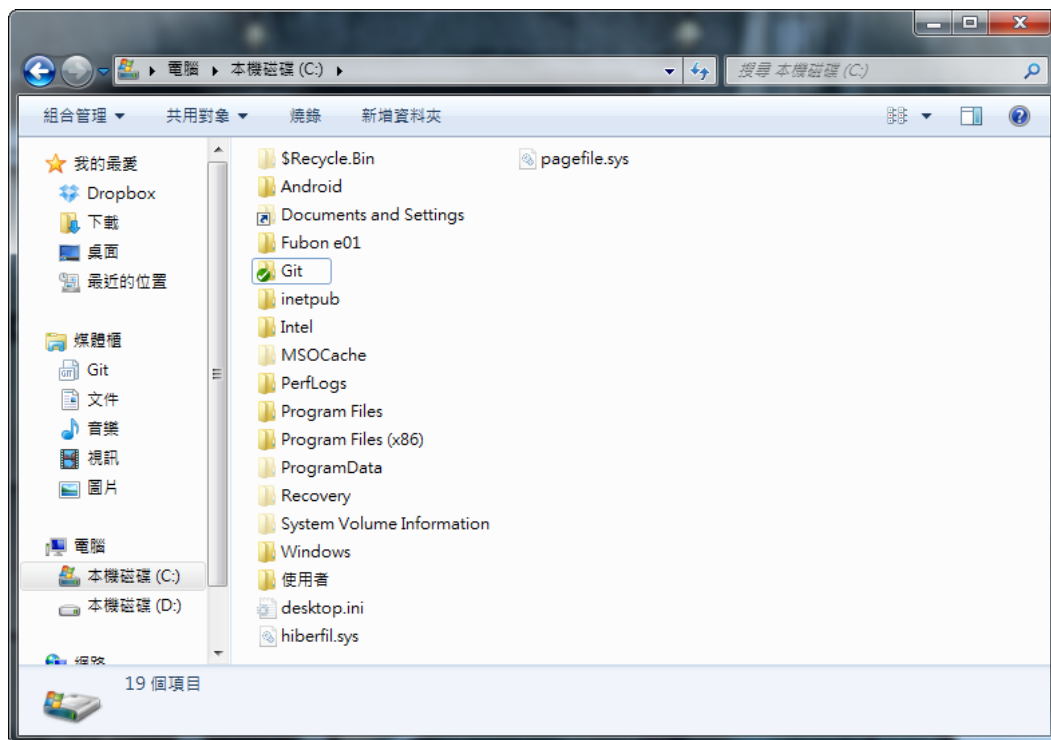 電腦 本機磁碟 (C:)
搜尋 本機磁碟 (C:)
組合管理 共用對象 燒錄 新增資料夾
我的最愛
Dropbox
下載
桌面
最近的位置
媒體櫃
Git
文件
音樂
視訊
圖片
電腦
本機磁碟 (C:)
本機磁碟 (D:)
網路
$Recycle.Bin
Android
Documents and Settings
Fubon e01
Git
inetpub
Intel
MSOCache
PerfLogs
Program Files
Program Files (x86)
ProgramData
Recovery
System Volume Information
Windows
使用者
desktop.ini
hiberfil.sys
pagefile.sys
19 個項目